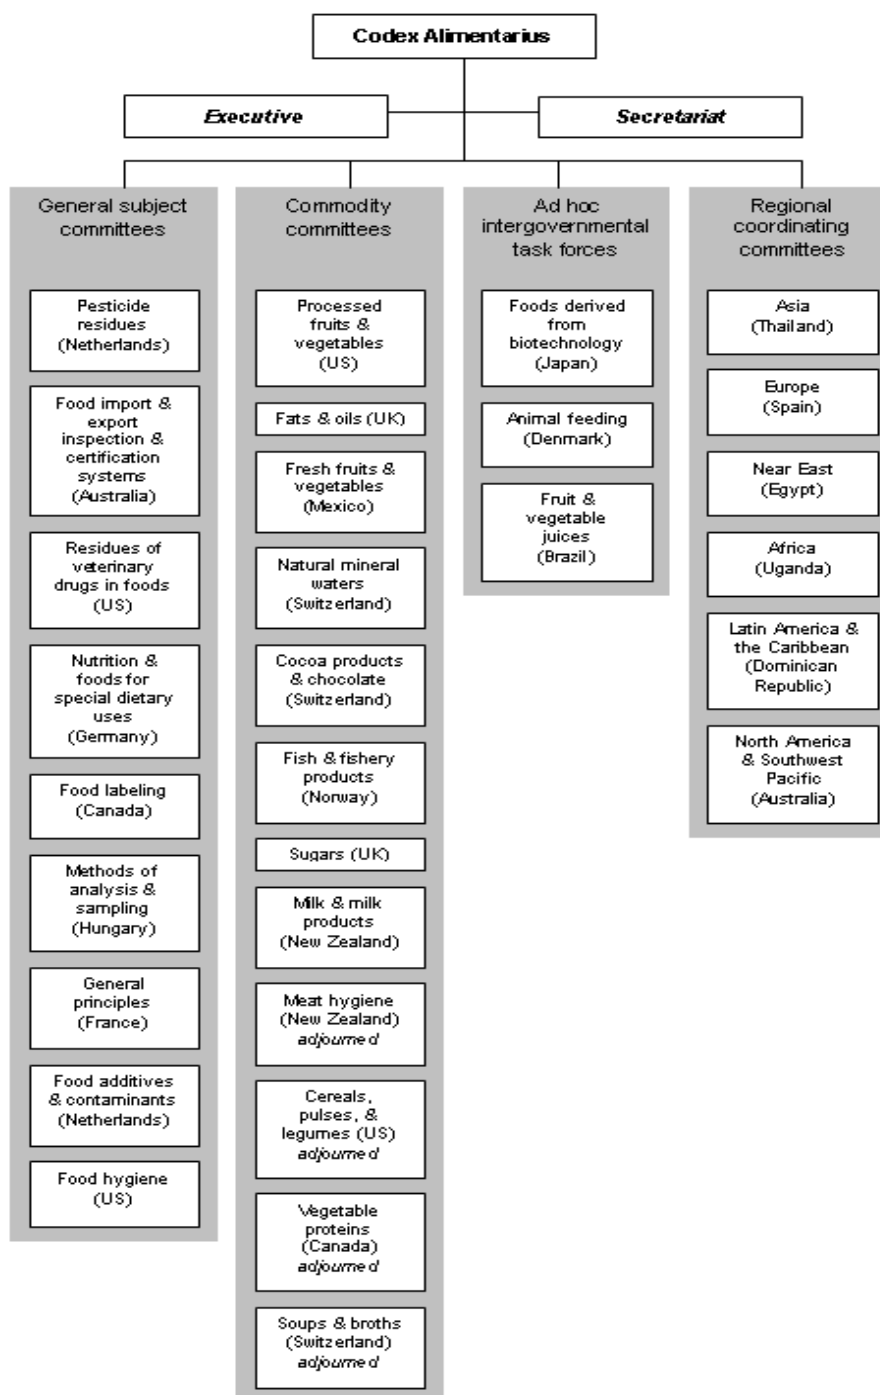 Codex Alimentarius
Executive
Secretariat
General subject
committees
Pesticide
residues
(Netherlands)
Food import &
export
inspection &
certification
systems
(Australia)
Residues of
veterinary
drugs in foods
(US)
Nutrition &
foods for
special dietary
uses
(Germany)
Food labeling
(Canada)
Methods of
analysis &
sampling
(Hungary)
General
principles
(France)
Food additives
& contaminants
(Netherlands)
Food hygiene
(US)
Commodity
committees
Processed
fruits &
vegetables
(US)
Fats & oils (UK)
Fresh fruits &
vegetables
(Mexico)
Natural mineral
waters
(Switzerland)
Cocoa products
& chocolate
(Switzerland)
Fish & fishery
products
(Norway)
Sugars (UK)
Milk & milk
products
(New Zealand)
Meat hygiene
(New Zealand)
adjourned
Cereals,
pulses, &
legumes (US)
adjourned
Vegetable
proteins
(Canada)
adjourned
Soups & broths
(Switzerland)
adjourned
Ad hoc
intergovernmental
task forces
Foods derived
from
biotechnology
(Japan)
Animal feeding
(Denmark)
Fruit &
vegetable
juices
(Brazil)
Regional
coordinating
committees
Asia
(Thailand)
Europe
(Spain)
Near East
(Egypt)
Africa
(Uganda)
Latin America &
the Caribbean
(Dominican
Republic)
North America
& Southwest
Pacific
(Australia)